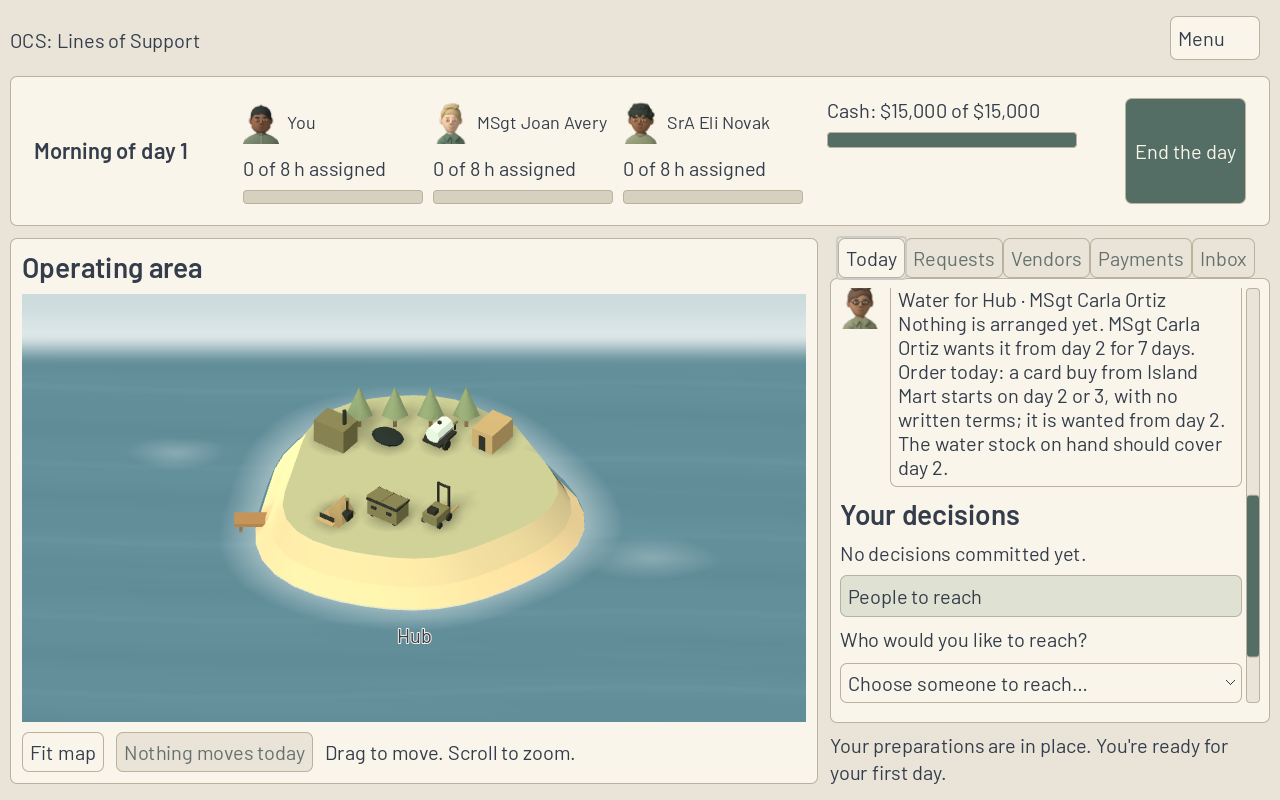 OCS: Lines of Support
Menu
Morning of day 1
You
0 of 8 h assigned
MSgt Joan Avery
0 of 8 h assigned
SrA Eli Novak
0 of 8 h assigned
Cash: $15,000 of $15,000
End the day
Operating area
Hub
Fit map
Nothing moves today
Drag to move. Scroll to zoom.
Today
Requests
Vendors
Payments
Inbox
Water for Hub · MSgt Carla Ortiz
Nothing is arranged yet. MSgt Carla
Ortiz wants it from day 2 for 7 days.
Order today: a card buy from Island
Mart starts on day 2 or 3, with no
written terms; it is wanted from day 2.
The water stock on hand should cover
day 2.
Your decisions
No decisions committed yet.
People to reach
Who would you like to reach?
Choose someone to reach...
Your preparations are in place. You're ready for
your first day.